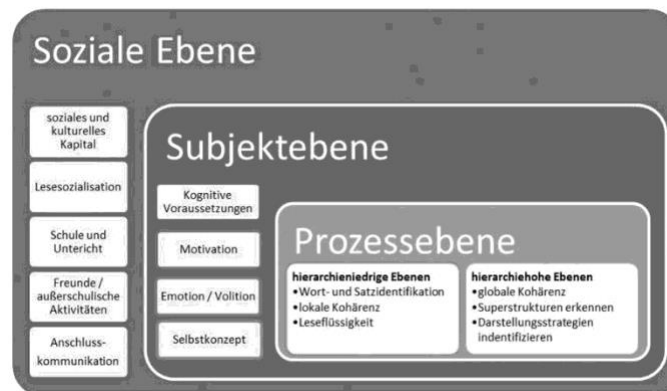 Soziale Ebene
soziales und
kulturelles
Kapital
Lesesozialisation
Schule und
Unterricht
Freunde /
außerschulische
Aktivitäten
Anschluss-
kommunikation
Subjektebene
Kognitive
Voraussetzungen
Motivation
Emotion / Volition
Selbstkonzept
Prozessebene
hierarchieniedrige Ebenen
•Wort- und Satzidentifikation
•lokale Kohärenz
•Leseflüssigkeit
hierarchiehohe Ebenen
•globale Kohärenz
•Superstrukturen erkennen
•Darstellungsstrategien
indentifizieren